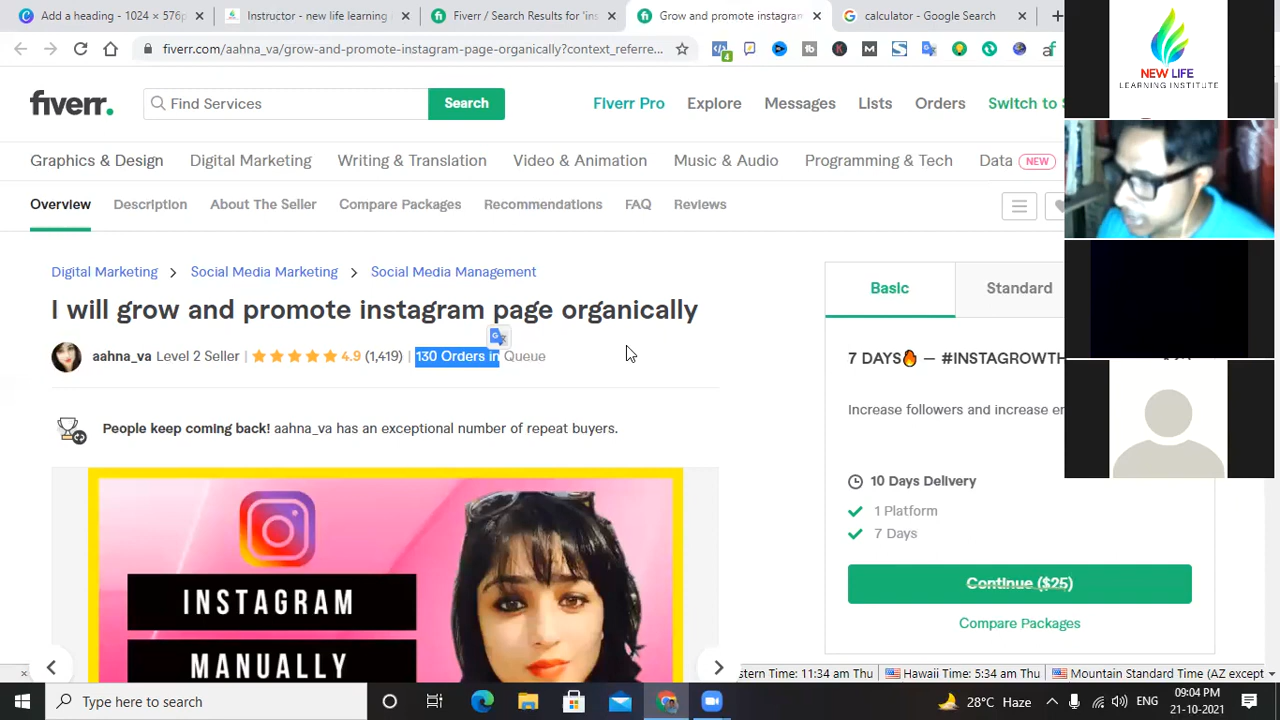 Add a heading - 1024 × 576p
Instructor - new life learning
Fiverr / Search Results for 'ins
Grow and promote instagram
calculator - Google Search
fiverr.com/aahna_va/grow-and-promote-instagram-page-organically?context_referre...
4
NEW LIFE
LEARNING INSTITUTE
fiverr.
Find Services
Search
Fiverr Pro
Explore
Messages
Lists
Orders
Switch to S
Graphics & Design
Digital Marketing
Writing & Translation
Video & Animation
Music & Audio
Programming & Tech
Data
NEW
Overview
Description
About The Seller
Compare Packages
Recommendations
FAQ
Reviews
Digital Marketing > Social Media Marketing > Social Media Management
I will grow and promote instagram page organically
aahna_va Level 2 Seller | 4.9 (1,419) | 130 Orders in Queue
People keep coming back! aahna_va has an exceptional number of repeat buyers.
INSTAGRAM
MANUALLY
Basic
Standard
7 DAYS🔥 — #INSTAGROWTH
Increase followers and increase en
10 Days Delivery
1 Platform
7 Days
Continue ($25)
Compare Packages
stern Time: 11:34 am Thu
Hawaii Time: 5:34 am Thu
Mountain Standard Time (AZ except
Type here to search
28°C Haze
ENG
09:04 PM
21-10-2021